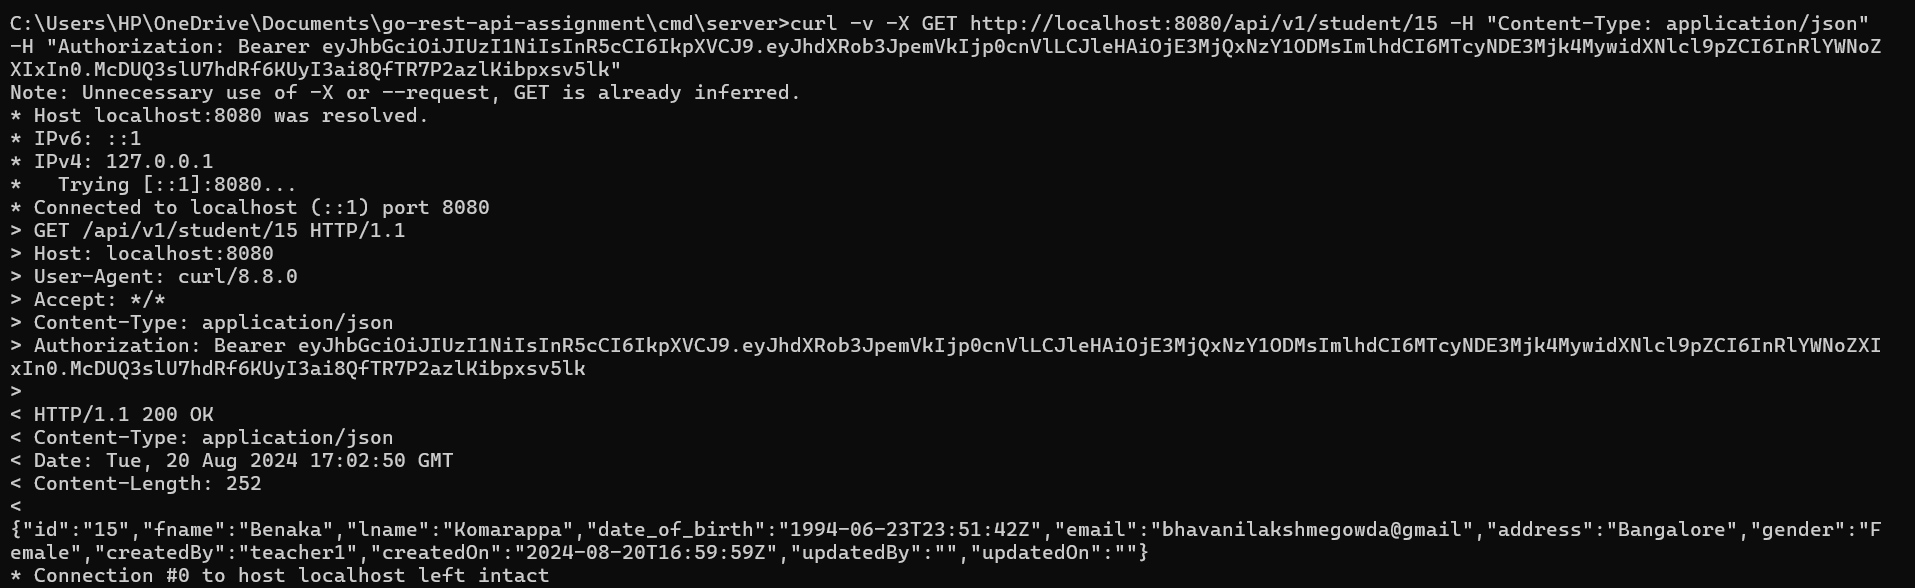 C:\Users\HP\OneDrive\Documents\go-rest-api-assignment\cmd\server>curl -v -X GET http://localhost:8080/api/v1/student/15 -H "Content-Type: application/json"
-H "Authorization: Bearer eyJhbGciOiJIUzI1NiIsInR5cCI6IkpXVCJ9.eyJhdXRob3JpemVkIjp0cnVlLCJleHAiOjE3MjQxNzY1ODMsImlhdCI6MTcyNDE3Mjk4MywidXNlcl9pZCI6InRlYWNoZ
XIxIn0.McDUQ3slU7hdRf6KUyI3ai8QfTR7P2azlKibpxsv5lk"
Note: Unnecessary use of -X or --request, GET is already inferred.
* Host localhost:8080 was resolved.
* IPv6: ::1
* IPv4: 127.0.0.1
*   Trying [::1]:8080...
* Connected to localhost (::1) port 8080
> GET /api/v1/student/15 HTTP/1.1
> Host: localhost:8080
> User-Agent: curl/8.8.0
> Accept: */*
> Content-Type: application/json
> Authorization: Bearer eyJhbGciOiJIUzI1NiIsInR5cCI6IkpXVCJ9.eyJhdXRob3JpemVkIjp0cnVlLCJleHAiOjE3MjQxNzY1ODMsImlhdCI6MTcyNDE3Mjk4MywidXNlcl9pZCI6InRlYWNoZXI
xIn0.McDUQ3slU7hdRf6KUyI3ai8QfTR7P2azlKibpxsv5lk
>
< HTTP/1.1 200 OK
< Content-Type: application/json
< Date: Tue, 20 Aug 2024 17:02:50 GMT
< Content-Length: 252
<
{"id":"15","fname":"Benaka","lname":"Komarappa","date_of_birth":"1994-06-23T23:51:42Z","email":"bhavanilakshmegowda@gmail","address":"Bangalore","gender":"F
emale","createdBy":"teacher1","createdOn":"2024-08-20T16:59:59Z","updatedBy":"","updatedOn":""}
* Connection #0 to host localhost left intact